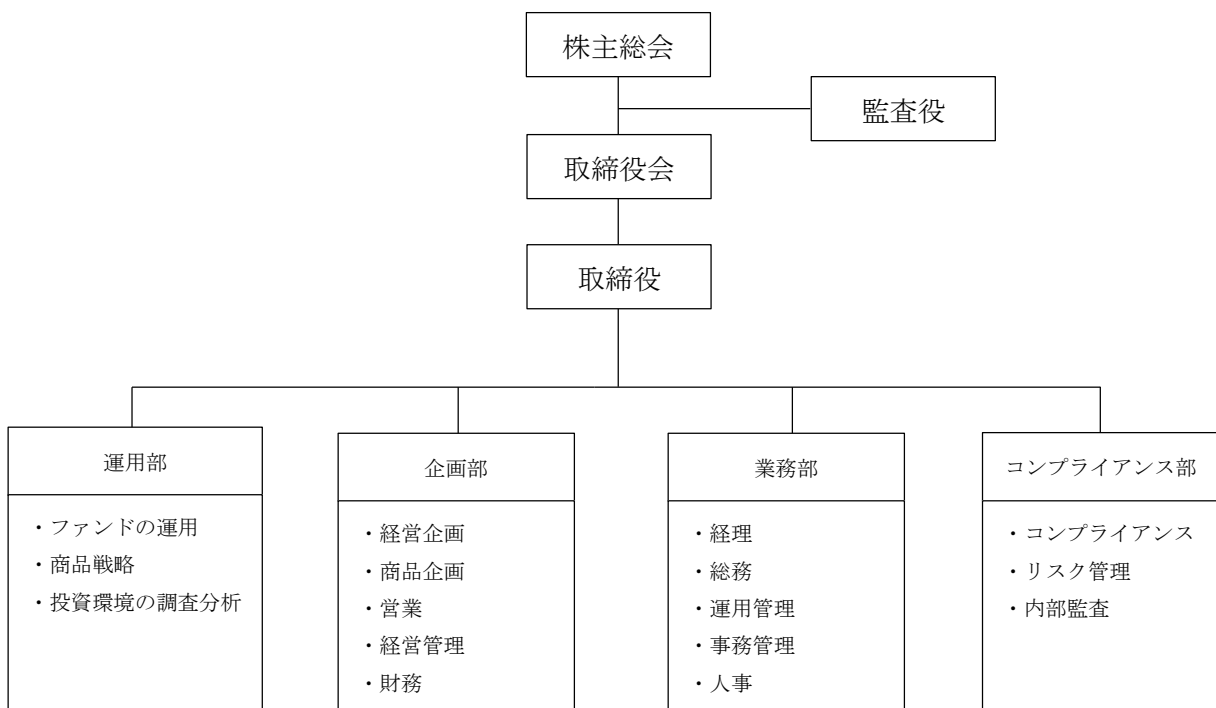 株主総会
監査役
取締役会
取締役
運用部
・ファンドの運用
・商品戦略
・投資環境の調査分析
企画部
・経営企画
・商品企画
・営業
・経営管理
・財務
業務部
・経理
・総務
・運用管理
・事務管理
・人事
コンプライアンス部
・コンプライアンス
・リスク管理
・内部監査